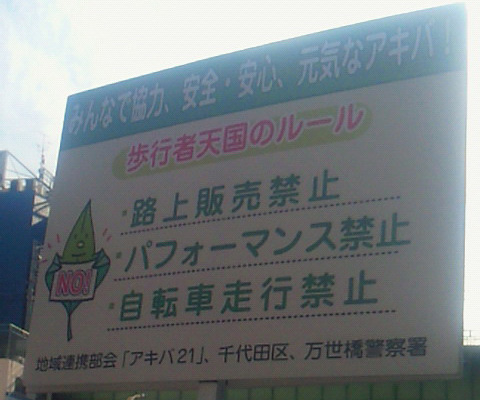 みんなで協力、安全・安心、元気なアキバ!
歩行者天国のルール
・路上販売禁止
・パフォーマンス禁止
・自転車走行禁止
NO!
地域連携部会「アキバ21」、千代田区、万世橋警察署